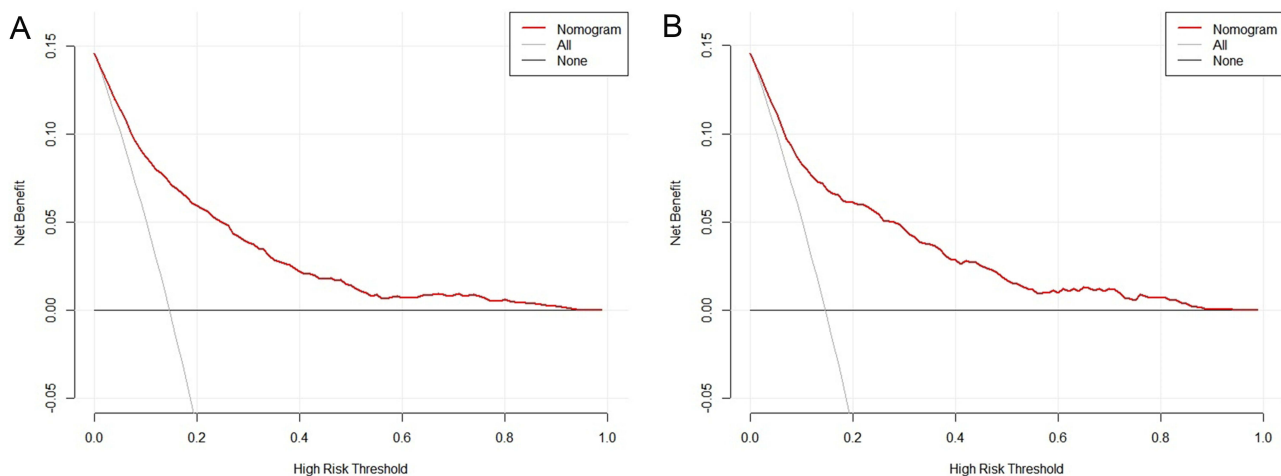 A
Nomogram
All
None
0.15
0.10
0.05
0.00
-0.05
Net Benefit
0.0 0.2 0.4 0.6 0.8 1.0
High Risk Threshold
B
Nomogram
All
None
0.15
0.10
0.05
0.00
-0.05
Net Benefit
0.0 0.2 0.4 0.6 0.8 1.0
High Risk Threshold